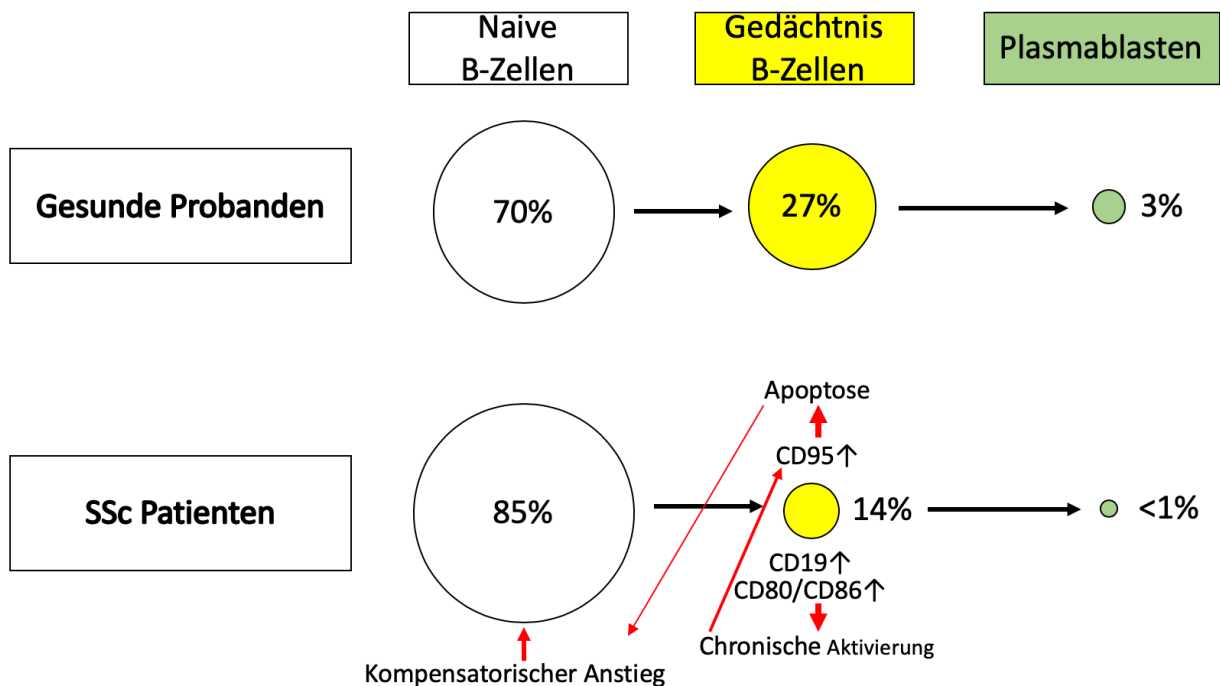 Naive
B-Zellen
Gedächtnis
B-Zellen
Plasmablasten
Gesunde Probanden
70%
27%
3%
Apoptose
CD95↑
SSc Patienten
85%
14%
<1%
CD19↑
CD80/CD86↑
Chronische Aktivierung
Kompensatorischer Anstieg